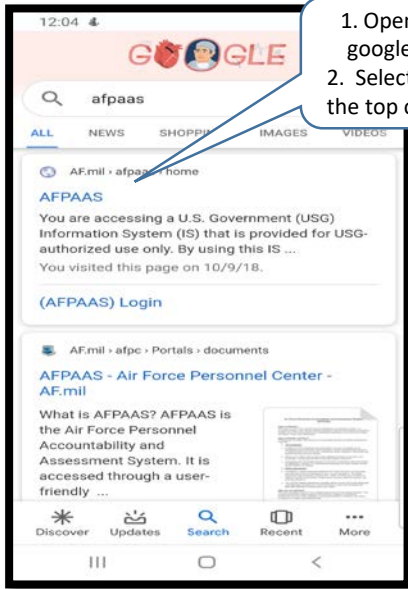 12:04
1. Open
google
2. Select
the top o
GOOGLE
afpaas
ALL NEWS SHOPPIN IMAGES VIDEOS
AF.mil › afpaas › home
AFPAAS
You are accessing a U.S. Government (USG)
Information System (IS) that is provided for USG-
authorized use only. By using this IS ...
You visited this page on 10/9/18.
(AFPAAS) Login
AF.mil › afpc › Portals › documents
AFPAAS - Air Force Personnel Center -
AF.mil
What is AFPAAS? AFPAAS is
the Air Force Personnel
Accountability and
Assessment System. It is
accessed through a user-
friendly ...
Discover Updates Search Recent More